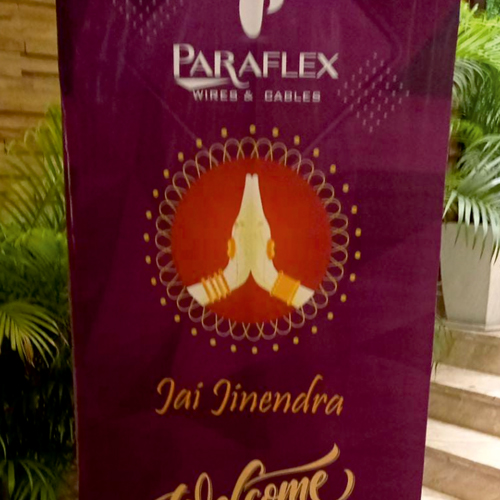 PARAFLEX
WIRES & CABLES
Jai Jinendra
Welcome